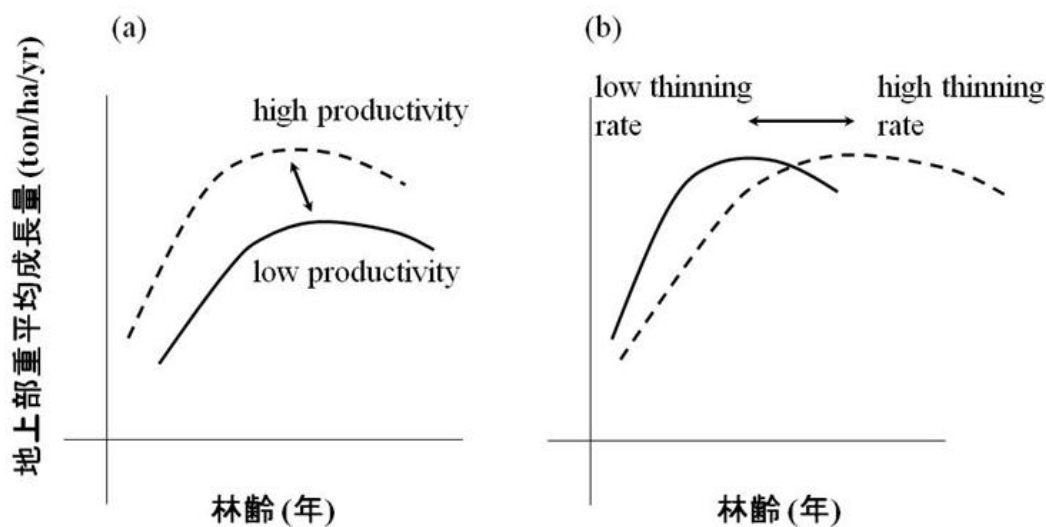 (a)
地上部重平均成長量 (ton/ha/yr)
high productivity
low productivity
林齢 (年)
(b)
low thinning
rate
high thinning
rate
林齢 (年)